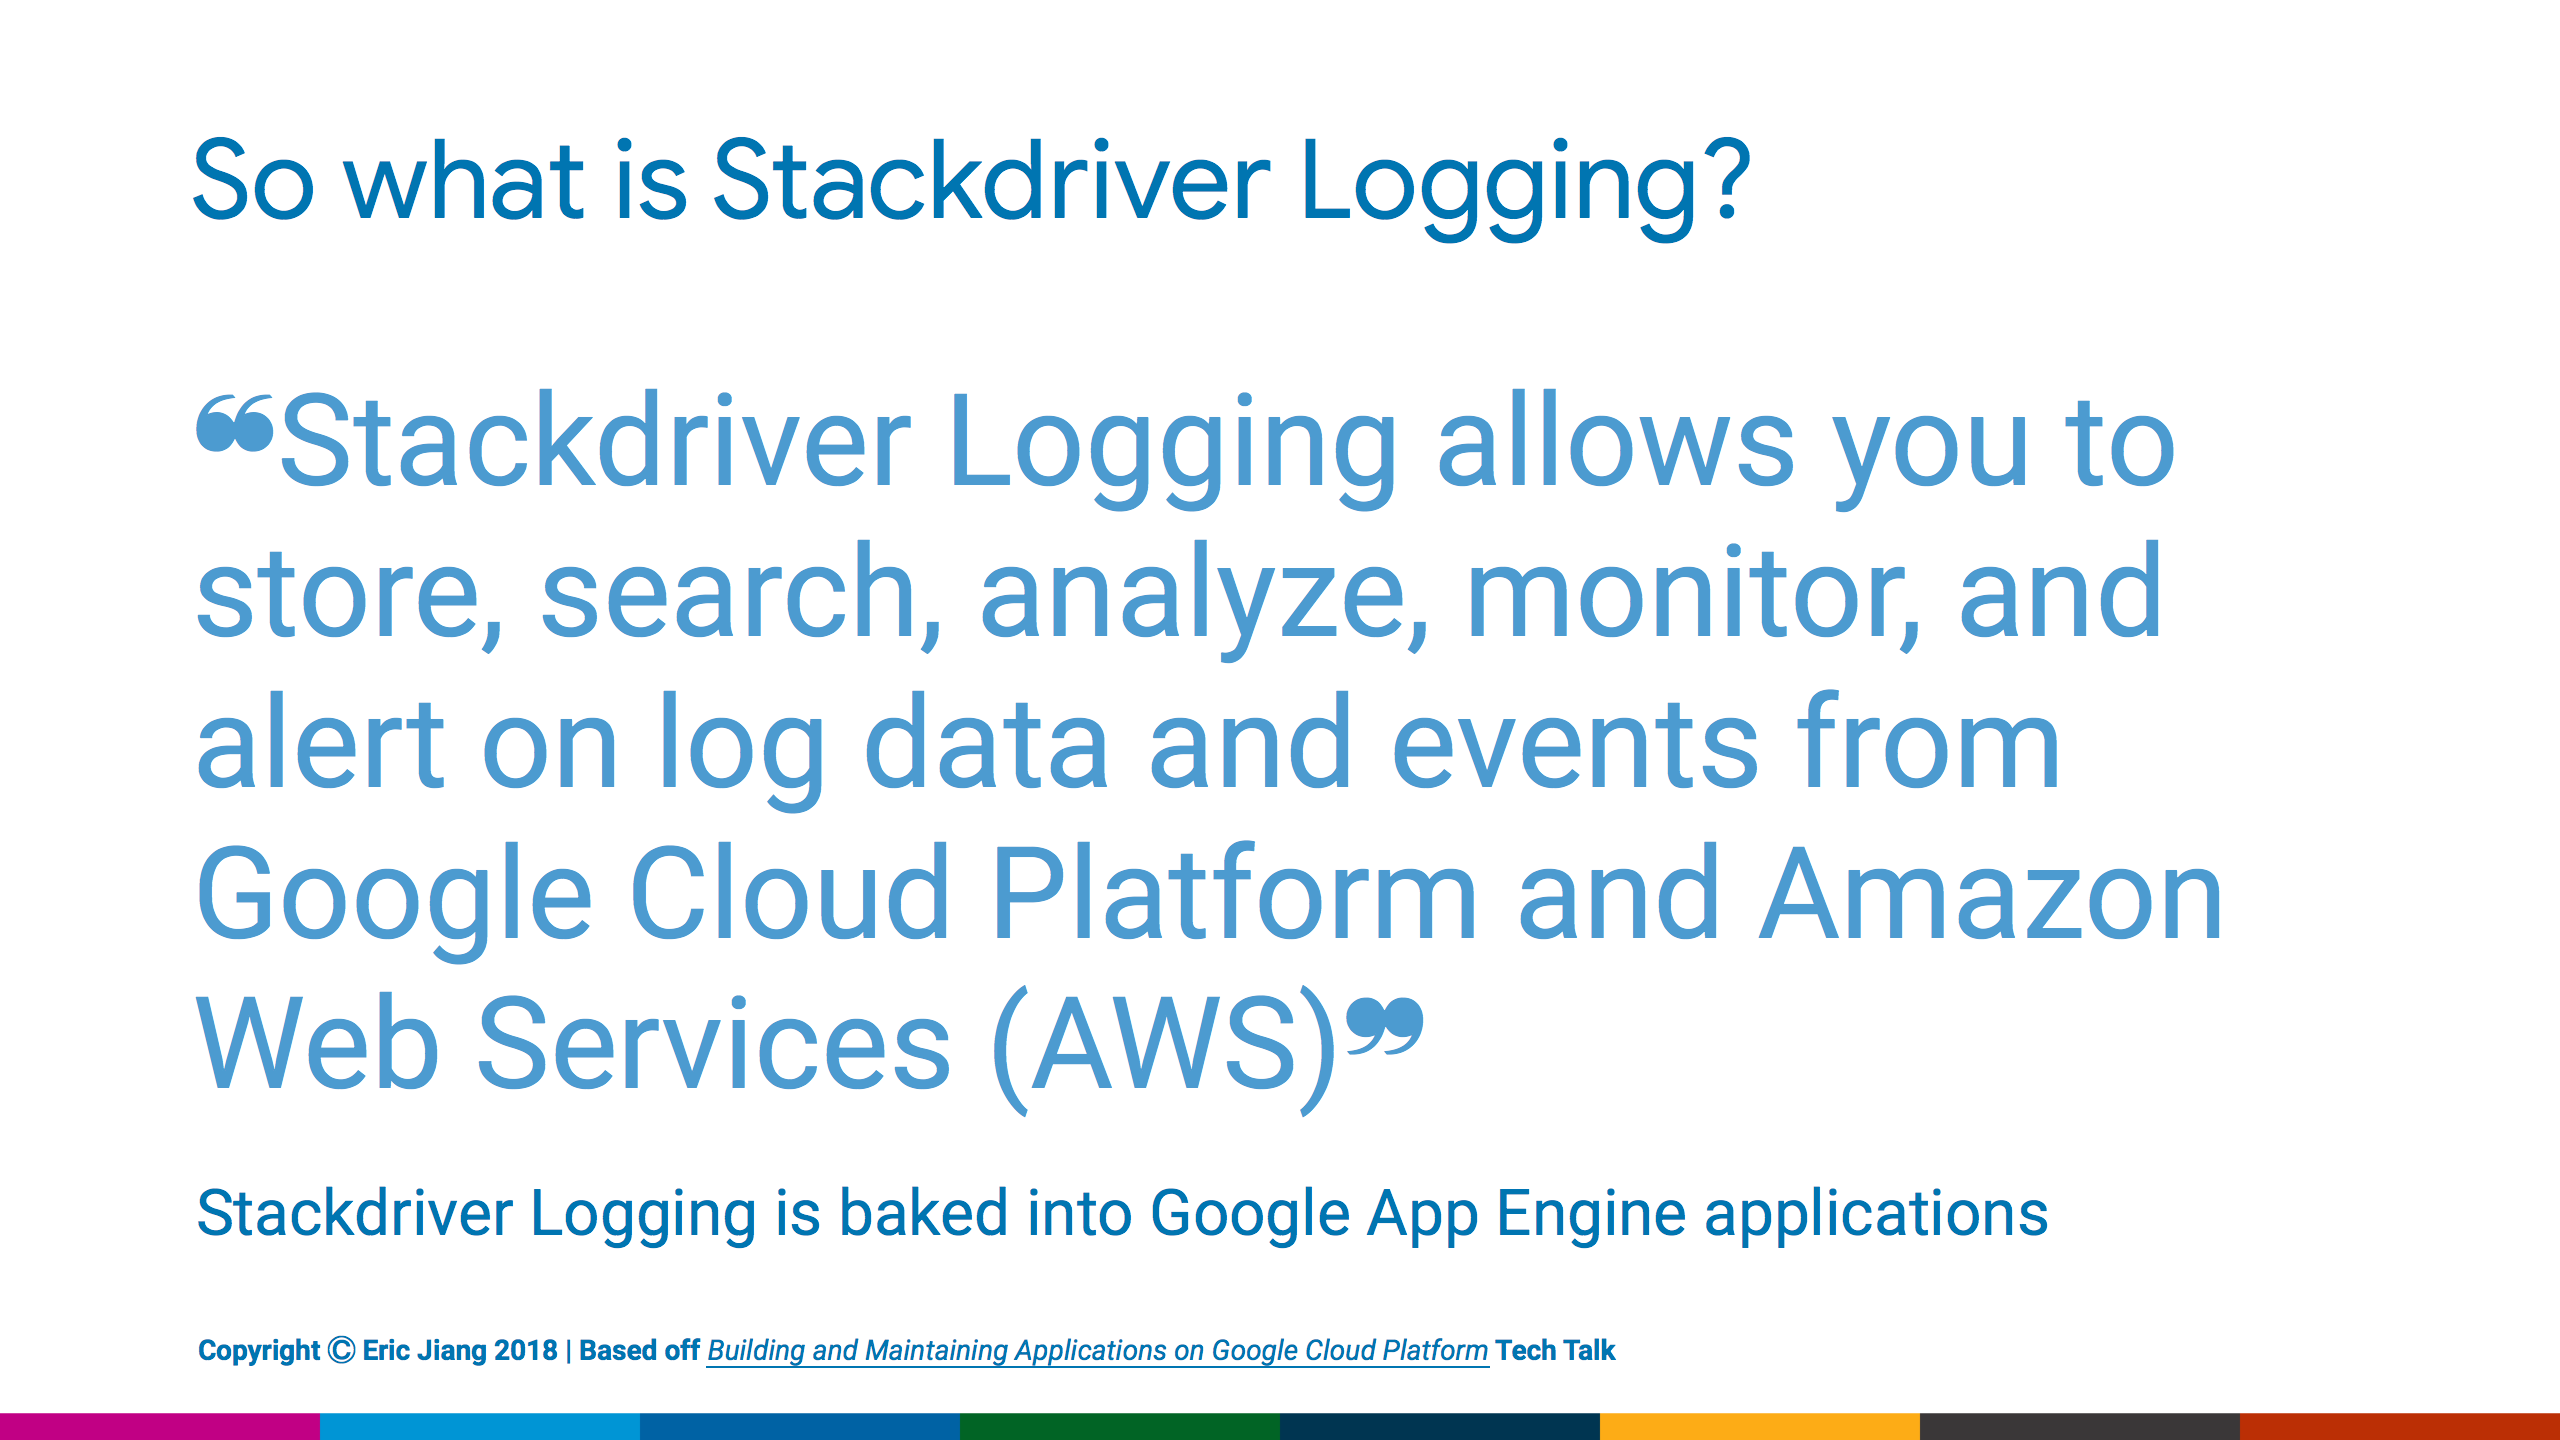 So what is Stackdriver Logging?
❝Stackdriver Logging allows you to
store, search, analyze, monitor, and
alert on log data and events from
Google Cloud Platform and Amazon
Web Services (AWS)❞
Stackdriver Logging is baked into Google App Engine applications
Copyright © Eric Jiang 2018 | Based off Building and Maintaining Applications on Google Cloud Platform Tech Talk